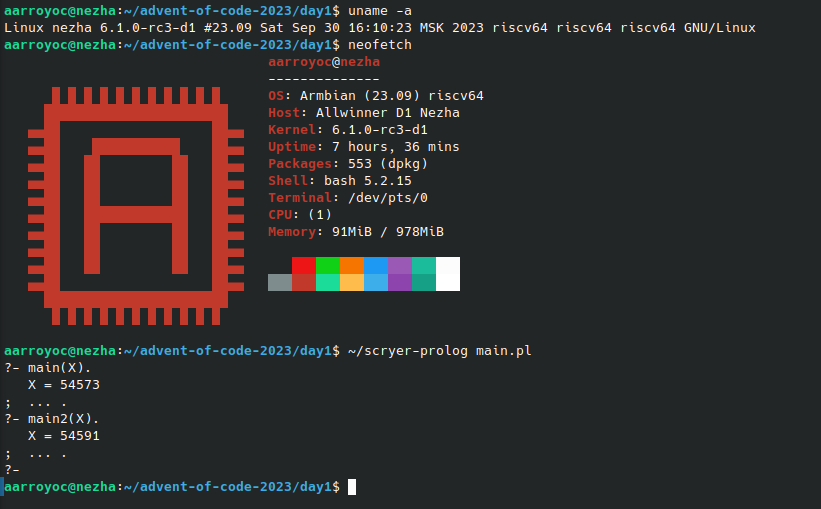 aarroyoc@nezha:~/advent-of-code-2023/day1$ uname -a
Linux nezha 6.1.0-rc3-d1 #23.09 Sat Sep 30 16:10:23 MSK 2023 riscv64 riscv64 riscv64 GNU/Linux
aarroyoc@nezha:~/advent-of-code-2023/day1$ neofetch
aarroyoc@nezha
--------------
OS: Armbian (23.09) riscv64
Host: Allwinner D1 Nezha
Kernel: 6.1.0-rc3-d1
Uptime: 7 hours, 36 mins
Packages: 553 (dpkg)
Shell: bash 5.2.15
Terminal: /dev/pts/0
CPU: (1)
Memory: 91MiB / 978MiB
aarroyoc@nezha:~/advent-of-code-2023/day1$ ~/scryer-prolog main.pl
?- main(X).
   X = 54573
;  ... .
?- main2(X).
   X = 54591
;  ... .
?-
aarroyoc@nezha:~/advent-of-code-2023/day1$